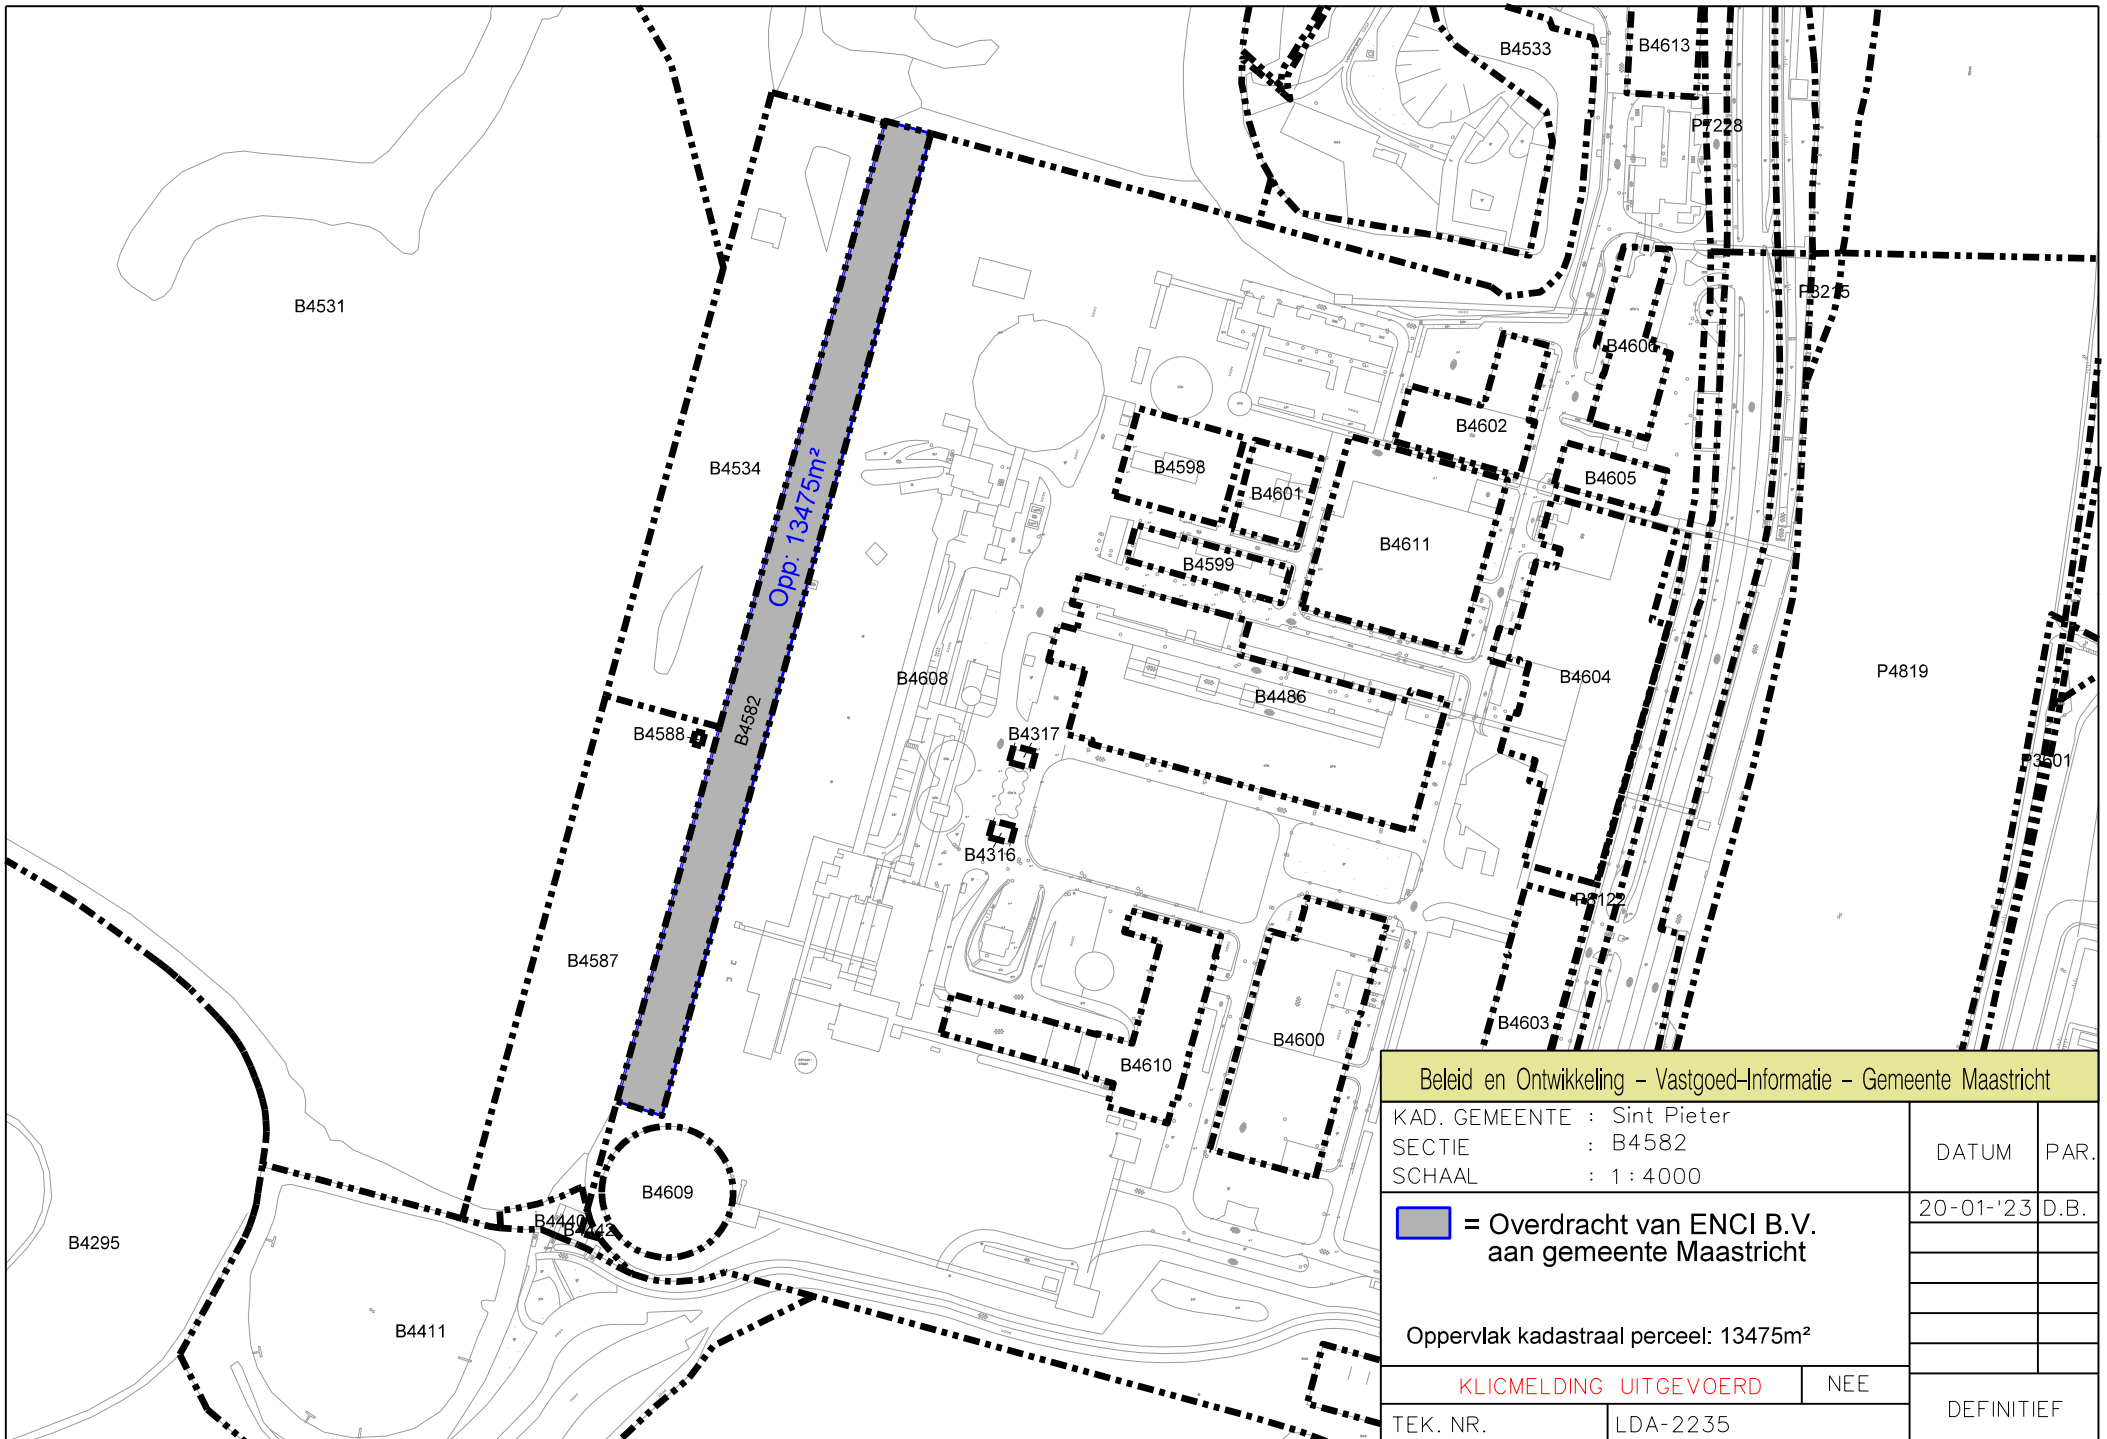 B4533
B4613
P7228
B4531
P3215
B4606
B4602
B4534
B4598
B4605
B4601
Opp: 13475m²
B4611
B4599
B4608
B4604
P4819
B4486
B4582
B4588
B4317
P3601
B4316
P8122
B4587
B4603
B4600
B4610
B4609
B4440
B4442
B4295
B4411
Beleid en Ontwikkeling – Vastgoed–Informatie – Gemeente Maastricht
KAD. GEMEENTE : Sint Pieter
SECTIE : B4582
SCHAAL : 1:4000
DATUM PAR.
20-01-'23 D.B.
= Overdracht van ENCI B.V.
aan gemeente Maastricht
Oppervlak kadastraal perceel: 13475m²
KLICMELDING UITGEVOERD NEE
TEK. NR. LDA-2235
DEFINITIEF